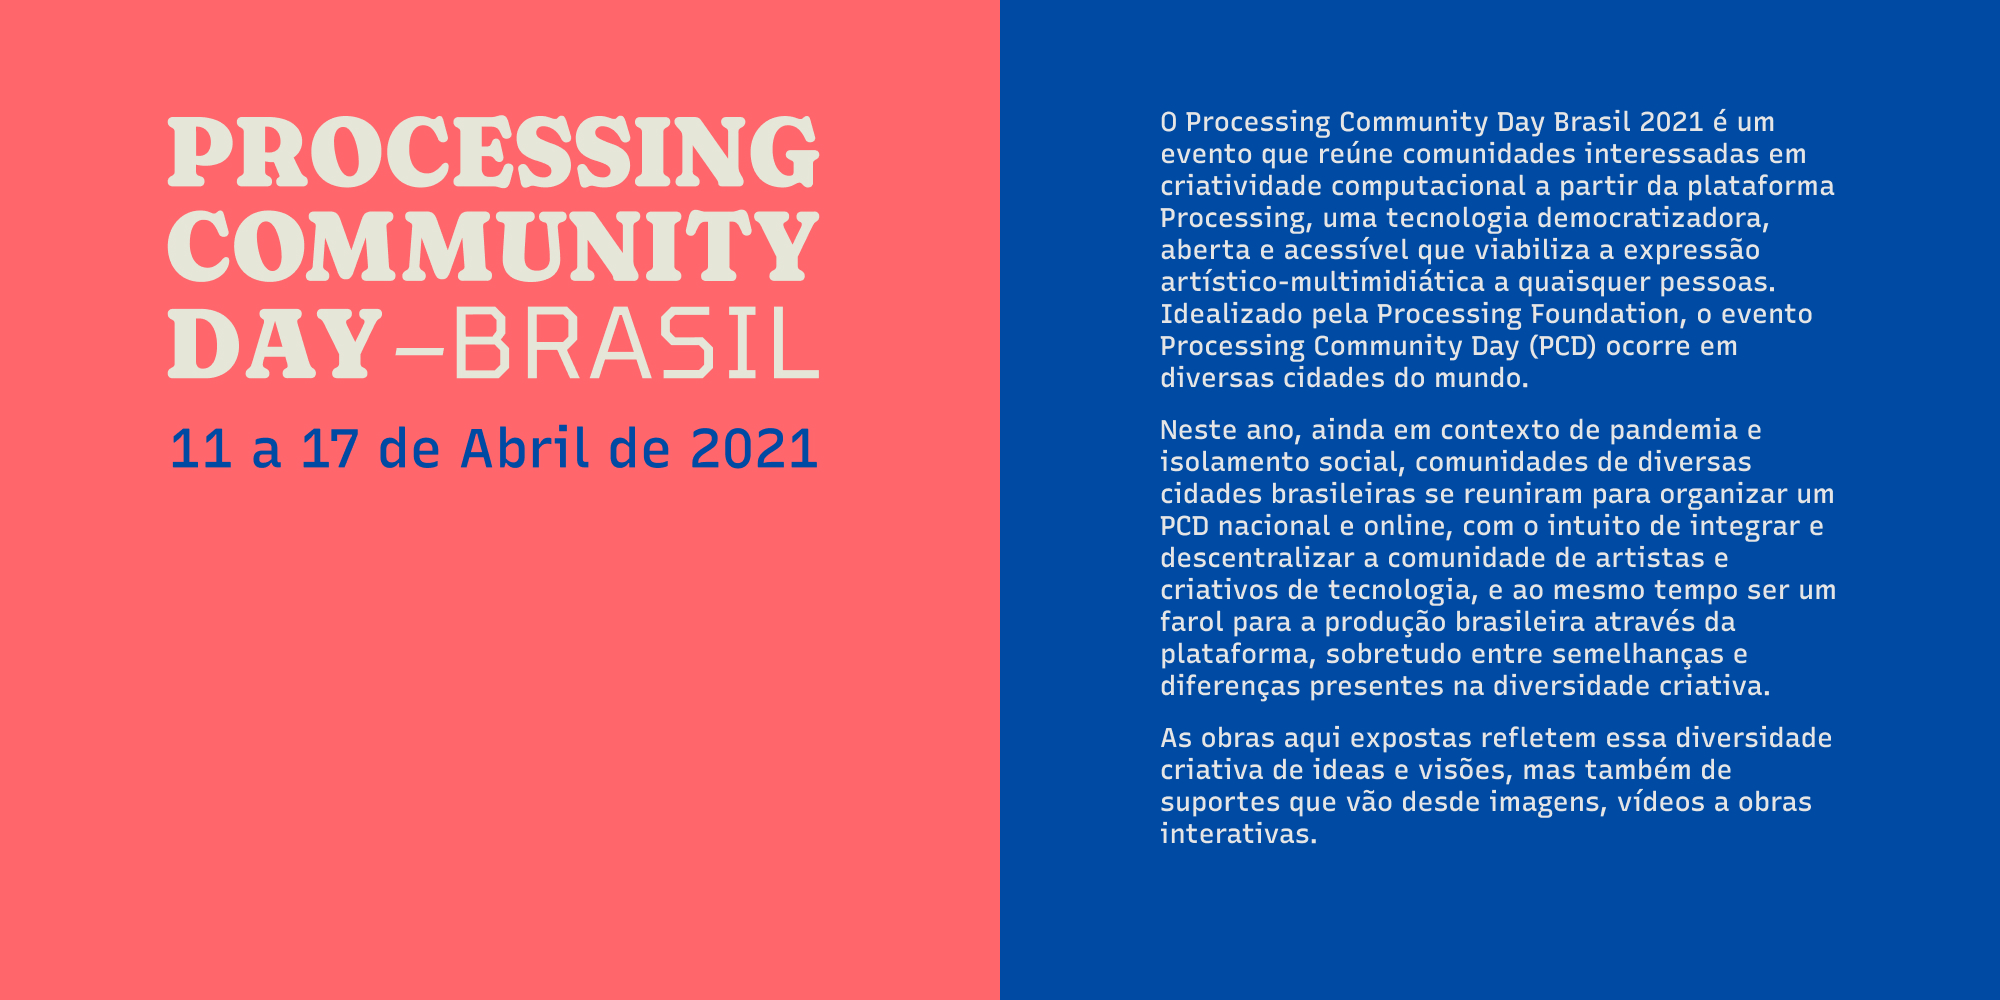 PROCESSING
COMMUNITY
DAY—BRASIL
11 a 17 de Abril de 2021
O Processing Community Day Brasil 2021 é um
evento que reúne comunidades interessadas em
criatividade computacional a partir da plataforma
Processing, uma tecnologia democratizadora,
aberta e acessível que viabiliza a expressão
artístico-multimidiática a quaisquer pessoas.
Idealizado pela Processing Foundation, o evento
Processing Community Day (PCD) ocorre em
diversas cidades do mundo.
Neste ano, ainda em contexto de pandemia e
isolamento social, comunidades de diversas
cidades brasileiras se reuniram para organizar um
PCD nacional e online, com o intuito de integrar e
descentralizar a comunidade de artistas e
criativos de tecnologia, e ao mesmo tempo ser um
farol para a produção brasileira através da
plataforma, sobretudo entre semelhanças e
diferenças presentes na diversidade criativa.
As obras aqui expostas refletem essa diversidade
criativa de ideas e visões, mas também de
suportes que vão desde imagens, vídeos a obras
interativas.